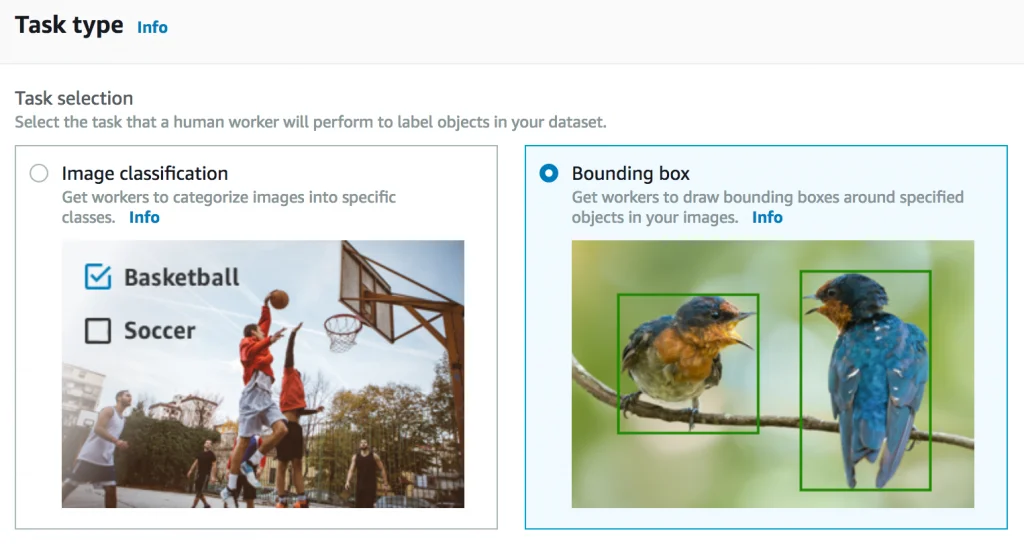 Task type Info
Task selection
Select the task that a human worker will perform to label objects in your dataset.
Image classification
Get workers to categorize images into specific
classes. Info
Basketball
Soccer
Bounding box
Get workers to draw bounding boxes around specified
objects in your images. Info